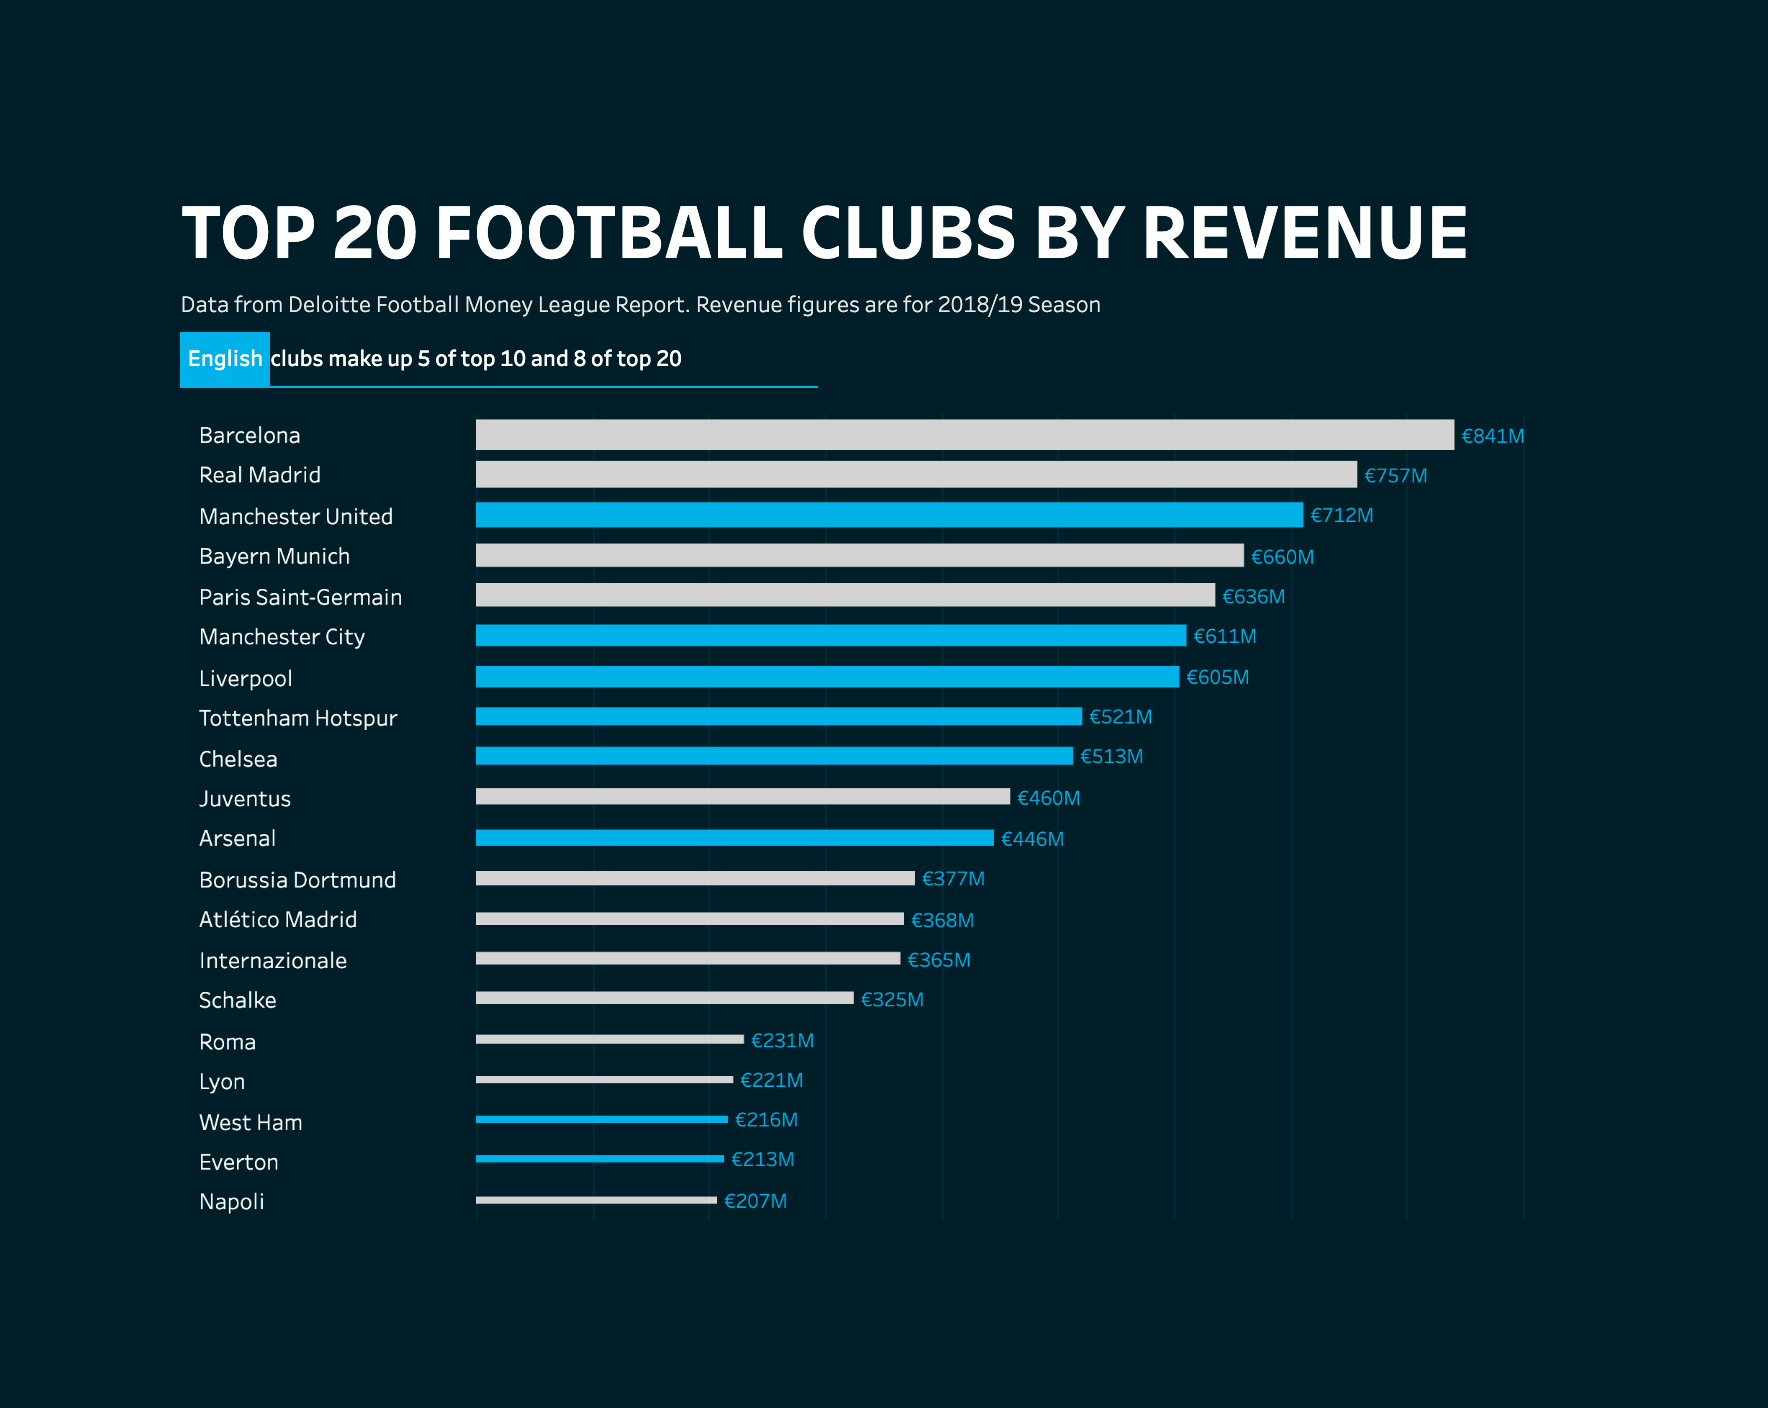 TOP 20 FOOTBALL CLUBS BY REVENUE
Data from Deloitte Football Money League Report. Revenue figures are for 2018/19 Season
English clubs make up 5 of top 10 and 8 of top 20
Barcelona €841M
Real Madrid €757M
Manchester United €712M
Bayern Munich €660M
Paris Saint-Germain €636M
Manchester City €611M
Liverpool €605M
Tottenham Hotspur €521M
Chelsea €513M
Juventus €460M
Arsenal €446M
Borussia Dortmund €377M
Atlético Madrid €368M
Internazionale €365M
Schalke €325M
Roma €231M
Lyon €221M
West Ham €216M
Everton €213M
Napoli €207M